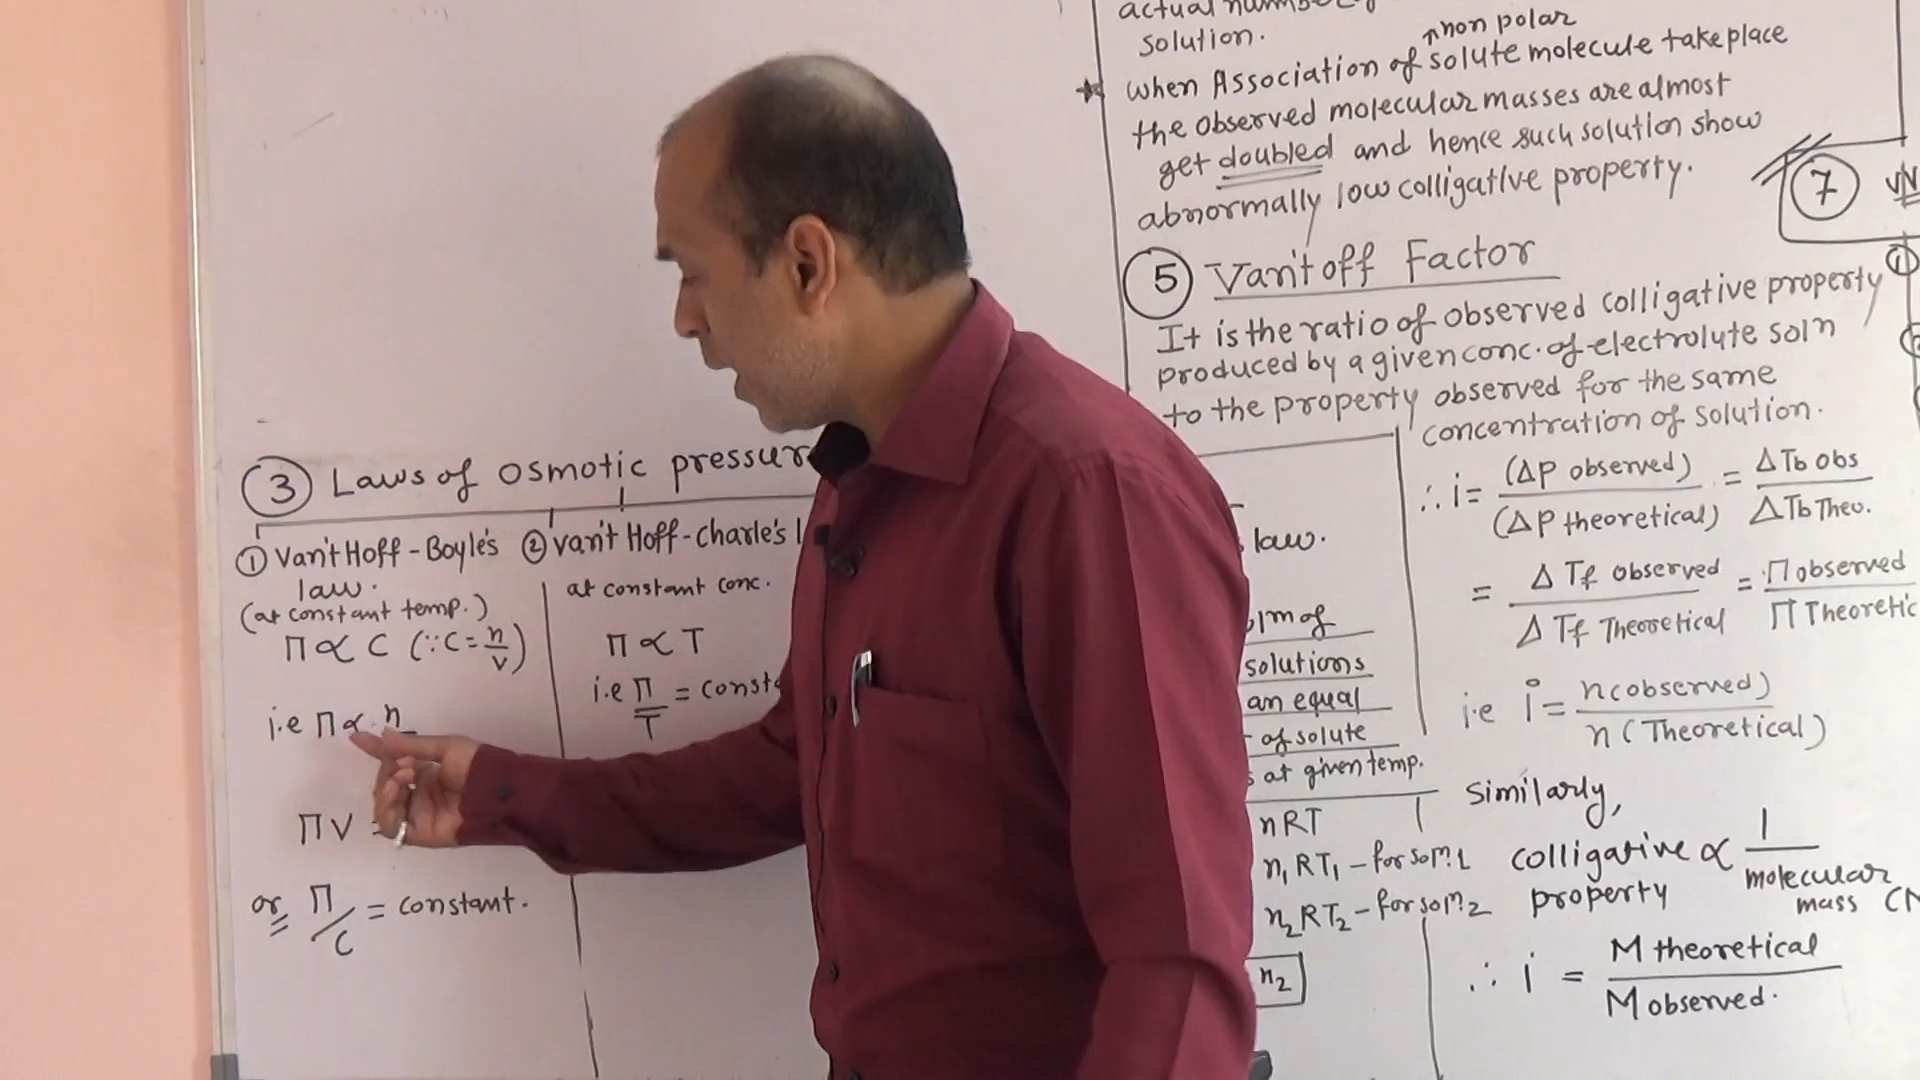 ③ Laws of osmotic pressur
① Van't Hoff - Boyle's
law.
(at constant temp.)
Π ∝ C (∵ C = n/v)
i.e Π ∝ n
ΠV =
or Π/C = constant.
② Van't Hoff - Charle's l
at constant conc.
Π ∝ T
i.e Π/T = const
solution.
non polar
★ when Association of solute molecule take place
the observed molecular masses are almost
get doubled and hence such solution show
abnormally low colligative property.
⑤ Van't off Factor
It is the ratio of observed colligative property
produced by a given conc. of electrolyte soln
to the property observed for the same
concentration of solution.
∴ i = (ΔP observed)/(ΔP theoretical) = ΔTb obs/ΔTb Theo.
= ΔTf observed/ΔTf Theoretical = Π observed/Π Theoretic
i.e i = n(observed)/n(Theoretical)
Similarly,
colligative ∝ 1/molecular
property mass
∴ i = M theoretical/M observed.
law.
of
solutions
an equal
of solute
at given temp.
nRT
n₁RT₁ - for soln. 1
n₂RT₂ - for soln. 2
n₂
⑦
①